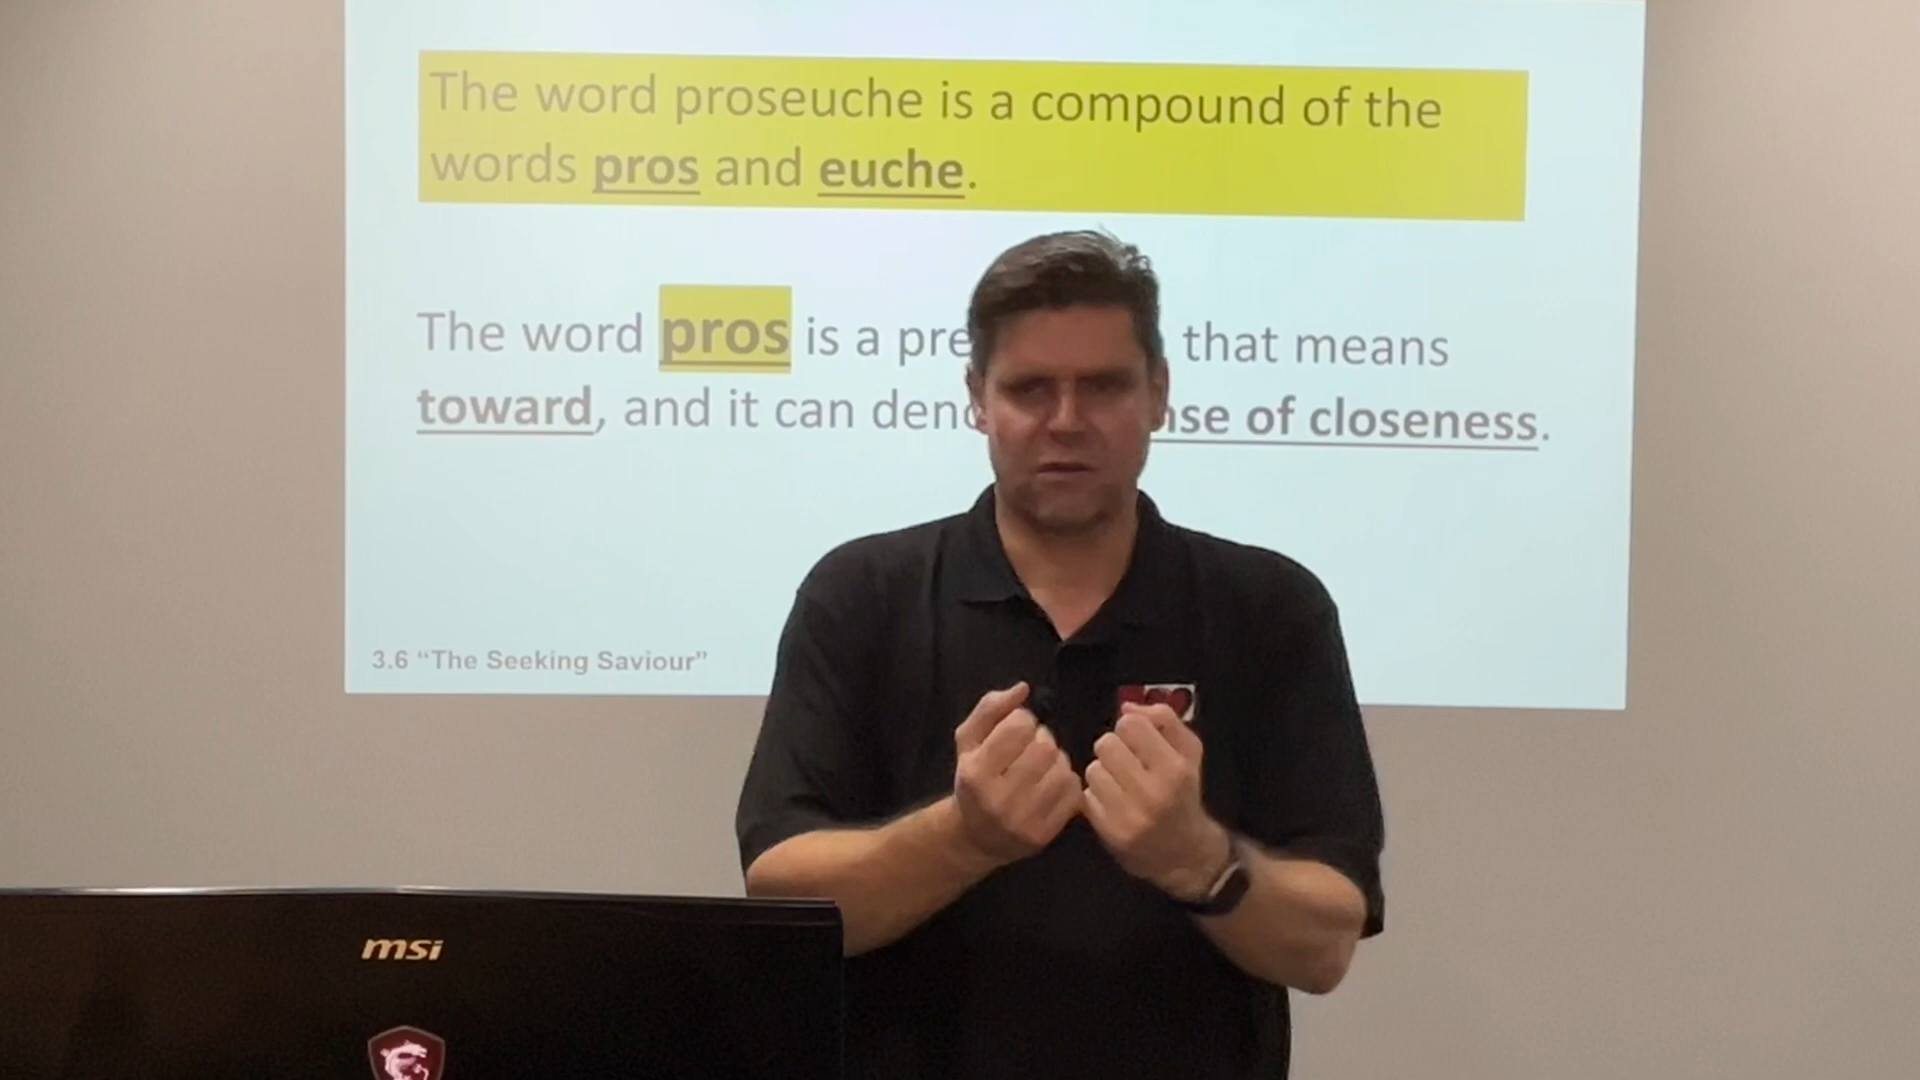 The word proseuche is a compound of the
words pros and euche.
The word pros is a pre that means
toward, and it can deno nse of closeness.
3.6 “The Seeking Saviour”
msi